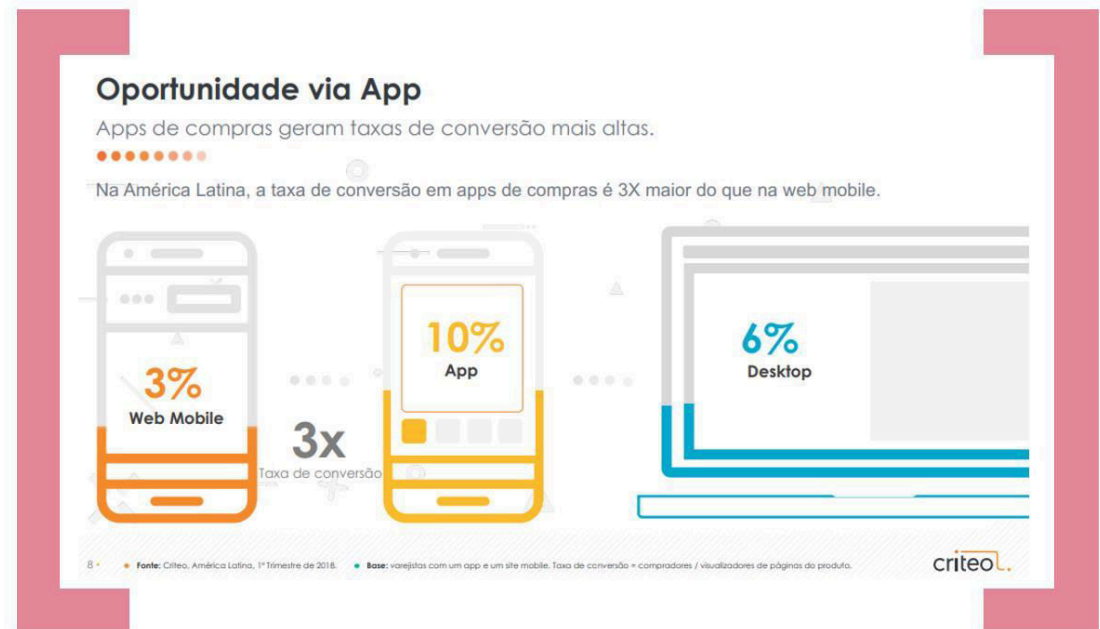 Oportunidade via App
Apps de compras geram taxas de conversão mais altas.
Na América Latina, a taxa de conversão em apps de compras é 3X maior do que na web mobile.
3%
Web Mobile
3x
Taxa de conversão
10%
App
6%
Desktop
8 • Fonte: Criteo, América Latina, 1º Trimestre de 2018. • Base: varejistas com um app e um site mobile. Taxa de conversão = compradores / visualizadores de páginas do produto.
criteo.